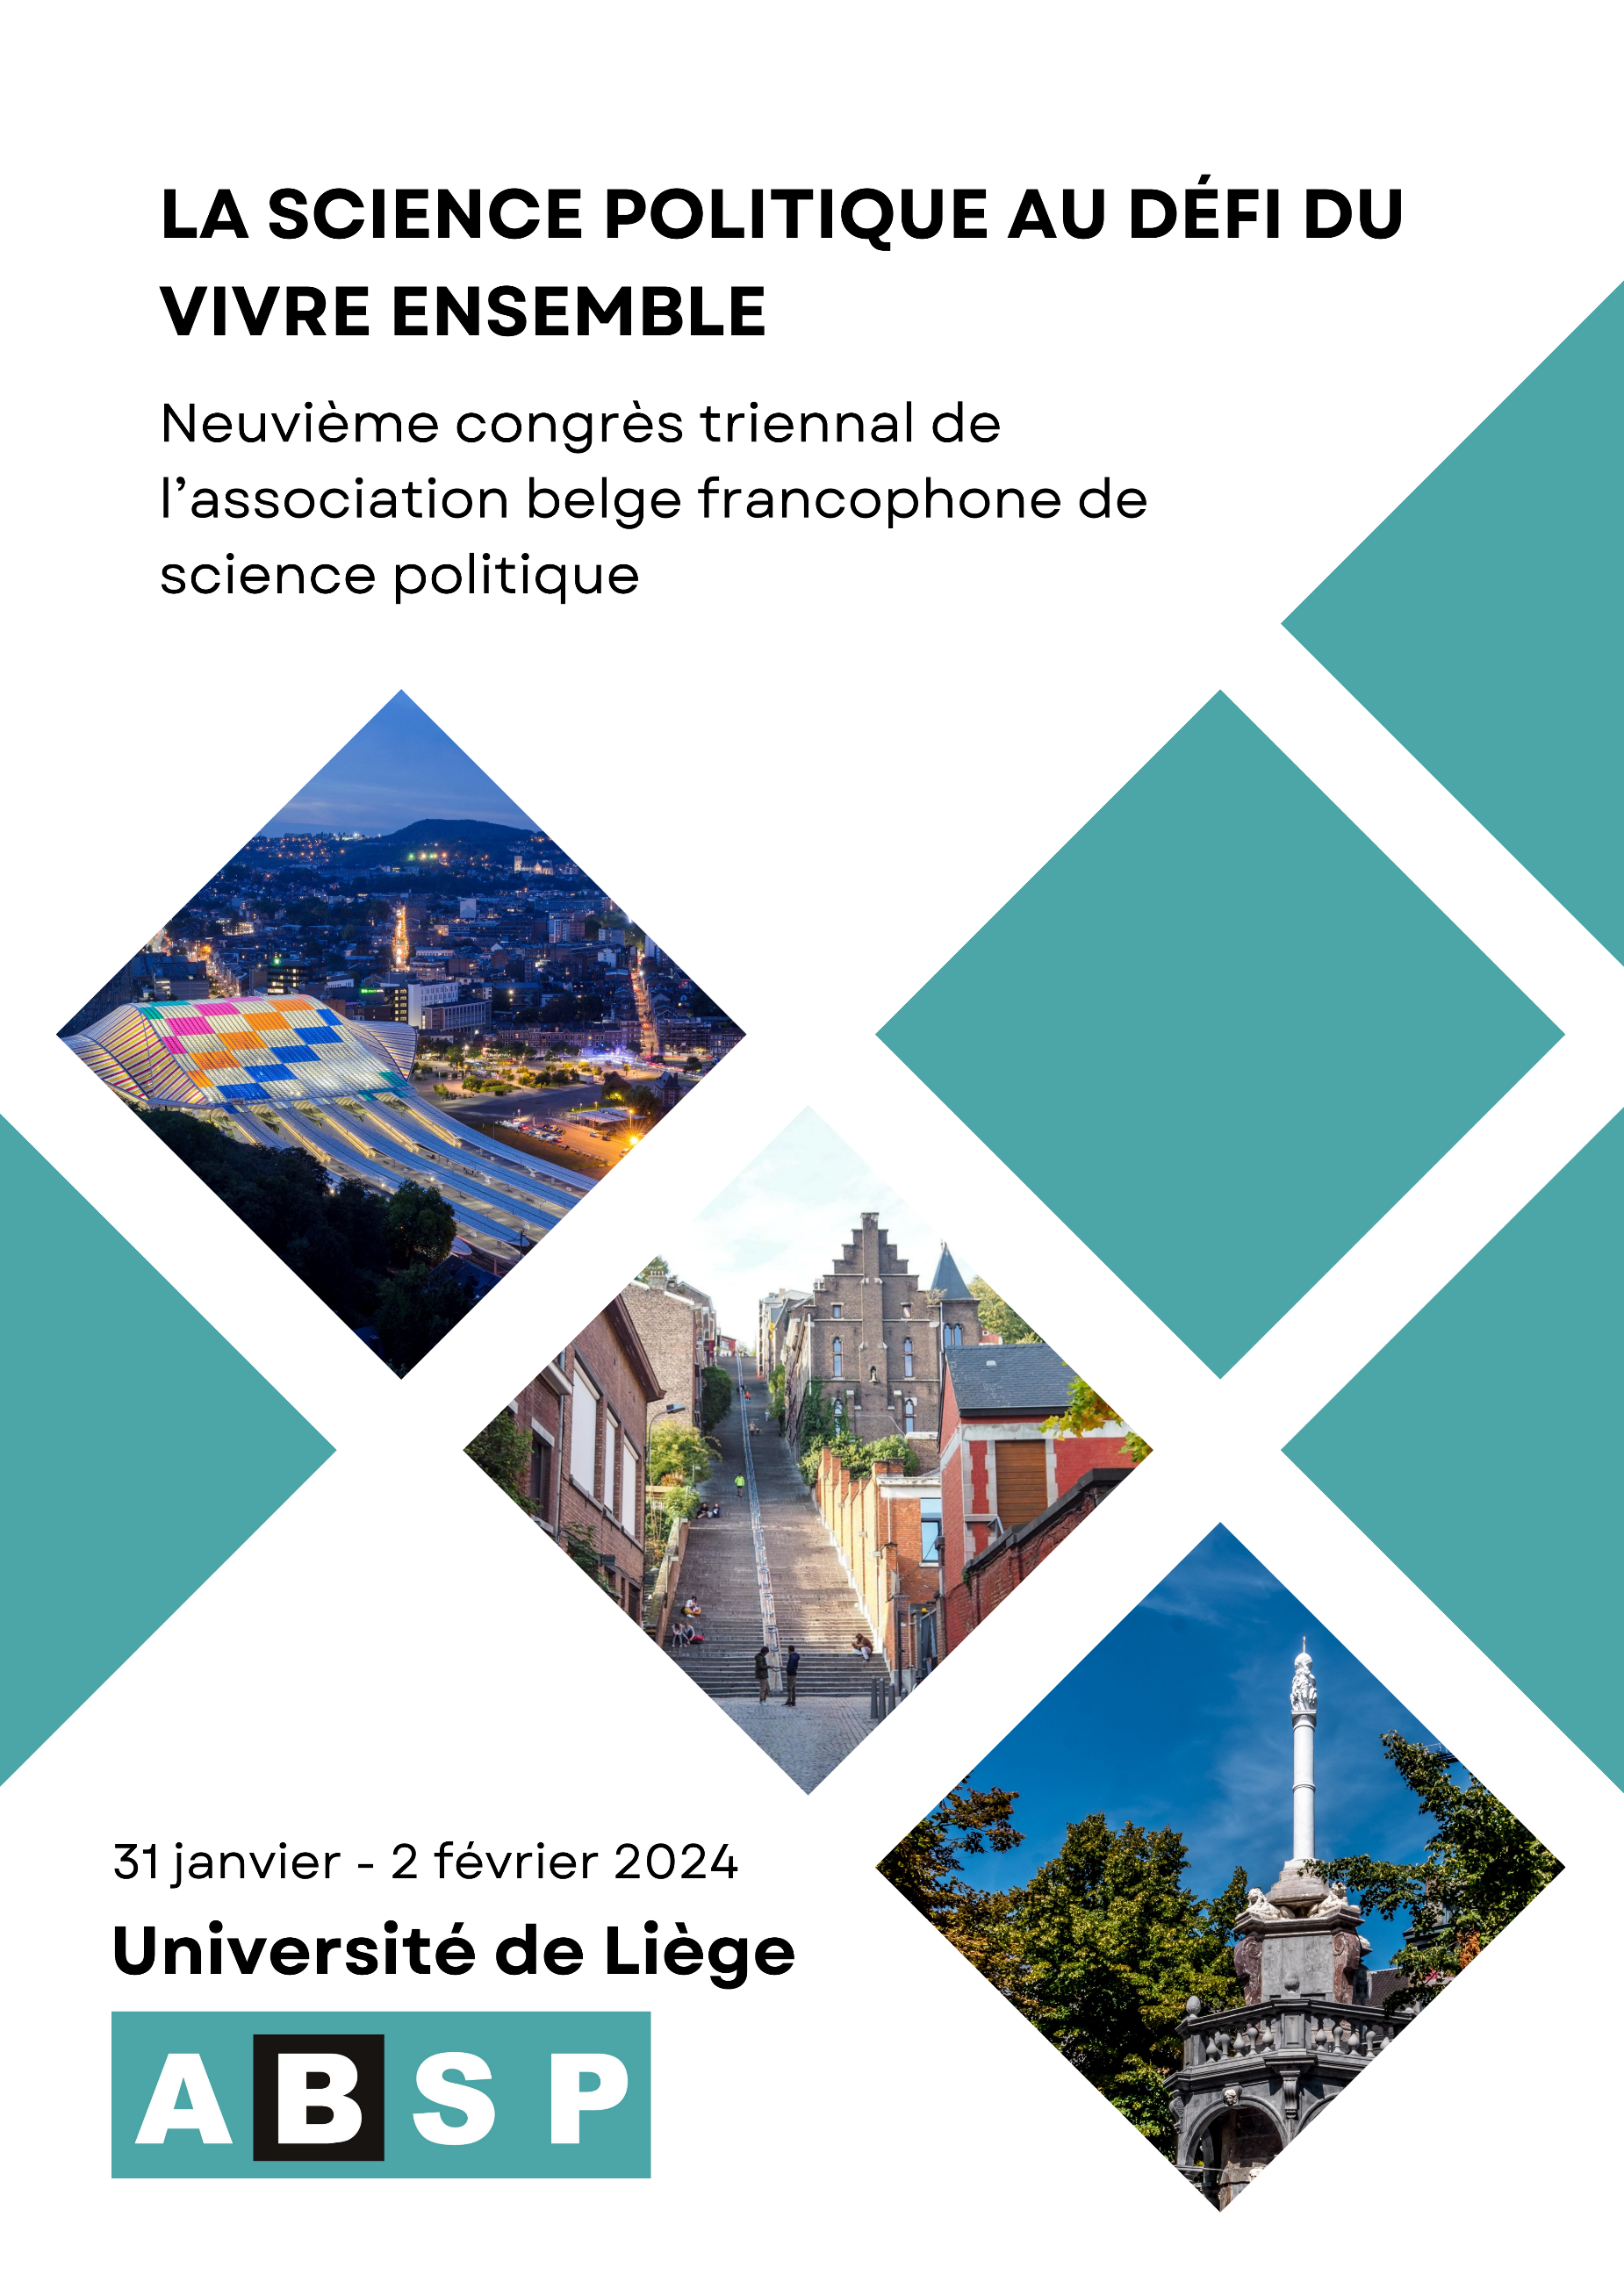 LA SCIENCE POLITIQUE AU DÉFI DU
VIVRE ENSEMBLE
Neuvième congrès triennal de
l’association belge francophone de
science politique
31 janvier - 2 février 2024
Université de Liège
A B S P